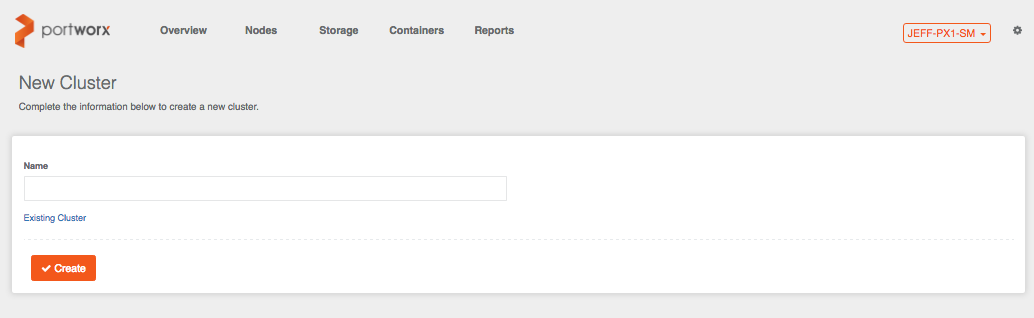 portworx
Overview Nodes Storage Containers Reports
JEFF-PX1-SM
New Cluster
Complete the information below to create a new cluster.
Name
Existing Cluster
Create